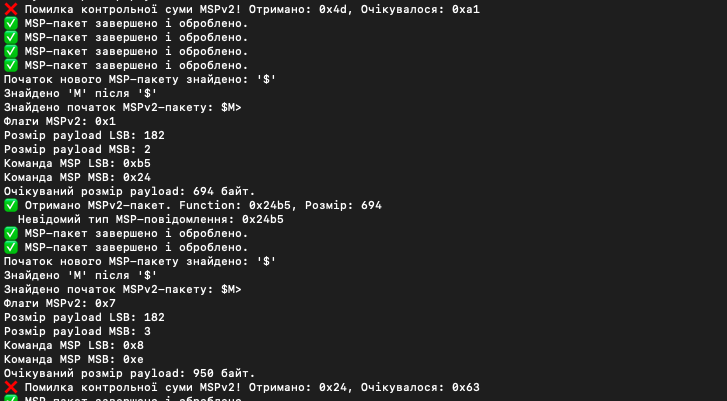 ❌ Помилка контрольної суми MSPv2! Отримано: 0x4d, Очікувалося: 0xa1
✅ MSP-пакет завершено і оброблено.
✅ MSP-пакет завершено і оброблено.
✅ MSP-пакет завершено і оброблено.
✅ MSP-пакет завершено і оброблено.
Початок нового MSP-пакету знайдено: '$'
Знайдено 'M' після '$'
Знайдено початок MSPv2-пакету: $M>
Флаги MSPv2: 0x1
Розмір payload LSB: 182
Розмір payload MSB: 2
Команда MSP LSB: 0xb5
Команда MSP MSB: 0x24
Очікуваний розмір payload: 694 байт.
✅ Отримано MSPv2-пакет. Function: 0x24b5, Розмір: 694
  Невідомий тип MSP-повідомлення: 0x24b5
✅ MSP-пакет завершено і оброблено.
✅ MSP-пакет завершено і оброблено.
Початок нового MSP-пакету знайдено: '$'
Знайдено 'M' після '$'
Знайдено початок MSPv2-пакету: $M>
Флаги MSPv2: 0x7
Розмір payload LSB: 182
Розмір payload MSB: 3
Команда MSP LSB: 0x8
Команда MSP MSB: 0xe
Очікуваний розмір payload: 950 байт.
❌ Помилка контрольної суми MSPv2! Отримано: 0x24, Очікувалося: 0x63
✅ MSP-пакет завершено і оброблено.